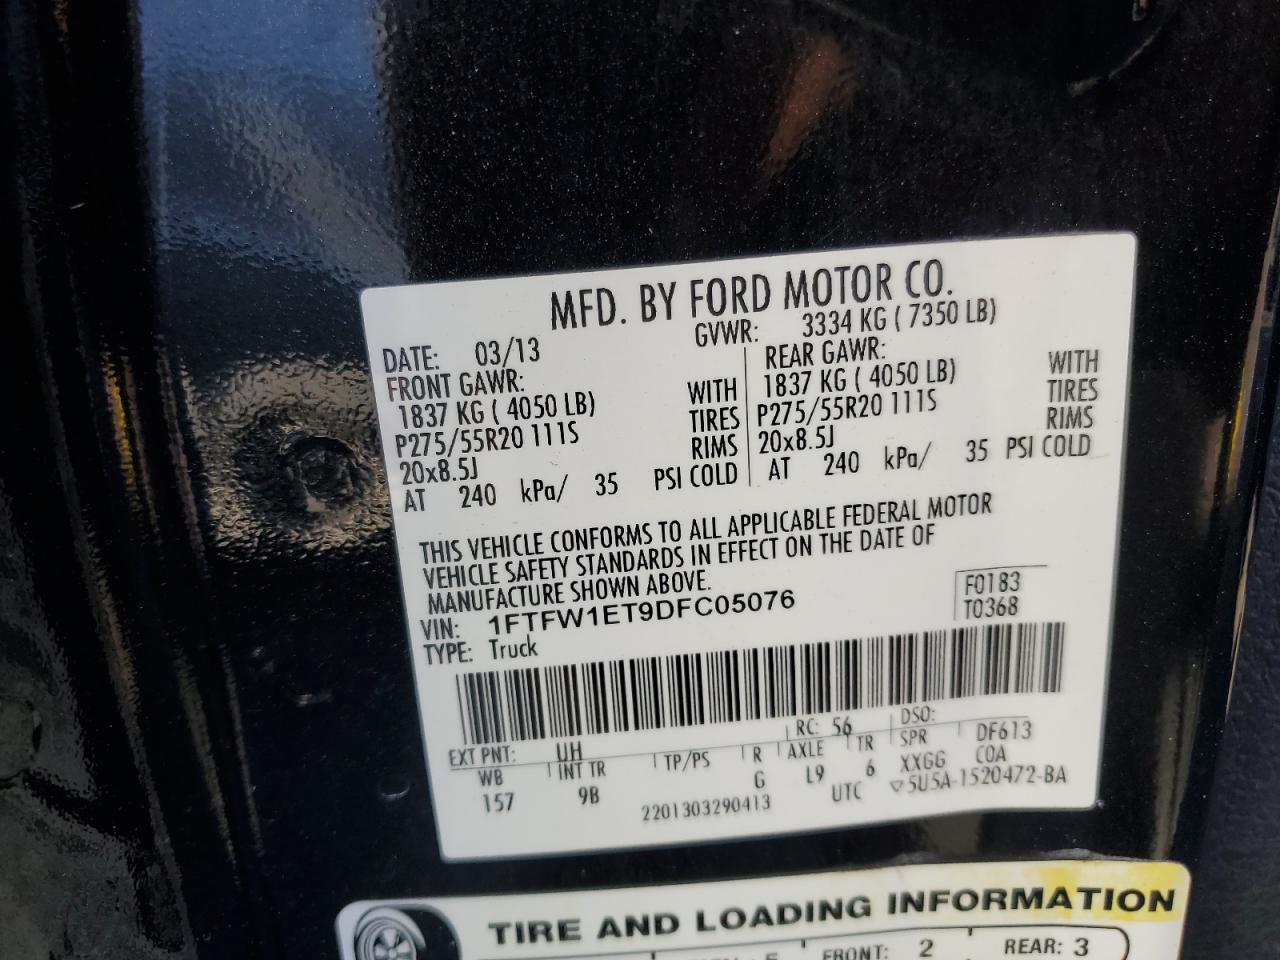 MFD. BY FORD MOTOR CO.
DATE: 03/13 GVWR: 3334 KG ( 7350 LB)
FRONT GAWR: REAR GAWR:
1837 KG ( 4050 LB) WITH 1837 KG ( 4050 LB) WITH
P275/55R20 111S TIRES P275/55R20 111S TIRES
20x8.5J RIMS 20x8.5J RIMS
AT 240 kPa/ 35 PSI COLD AT 240 kPa/ 35 PSI COLD
THIS VEHICLE CONFORMS TO ALL APPLICABLE FEDERAL MOTOR
VEHICLE SAFETY STANDARDS IN EFFECT ON THE DATE OF
MANUFACTURE SHOWN ABOVE.
VIN: 1FTFW1ET9DFC05076 F0183
TYPE: Truck T0368
EXT PNT: UH RC: 56 DSO: DF613
WB INT TR TP/PS R AXLE TR SPR COA
157 9B G L9 6 XXGG
2201303290413 UTC ▽5U5A-1520472-BA
TIRE AND LOADING INFORMATION
FRONT: 2 REAR: 3